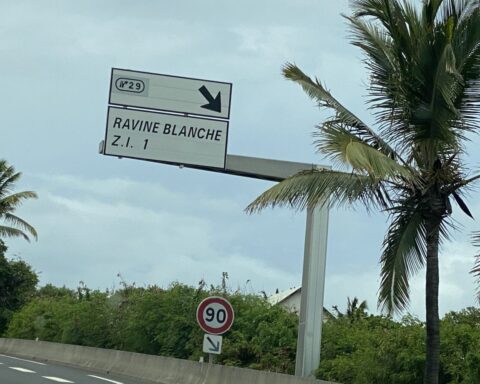 29
RAVINE BLANCHE
Z.I. 1
90